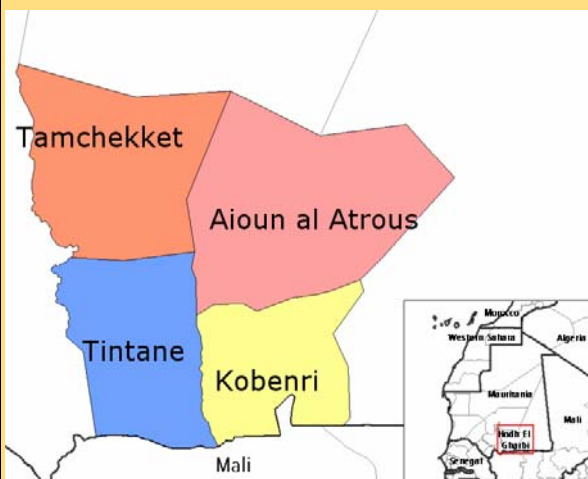 Tamchekket
Aioun al Atrous
Tintane
Kobenri
Mali
Morocco
Western Sahara
Algeria
Mauritania
Mali
Hodh El
Gharbi
Senegal